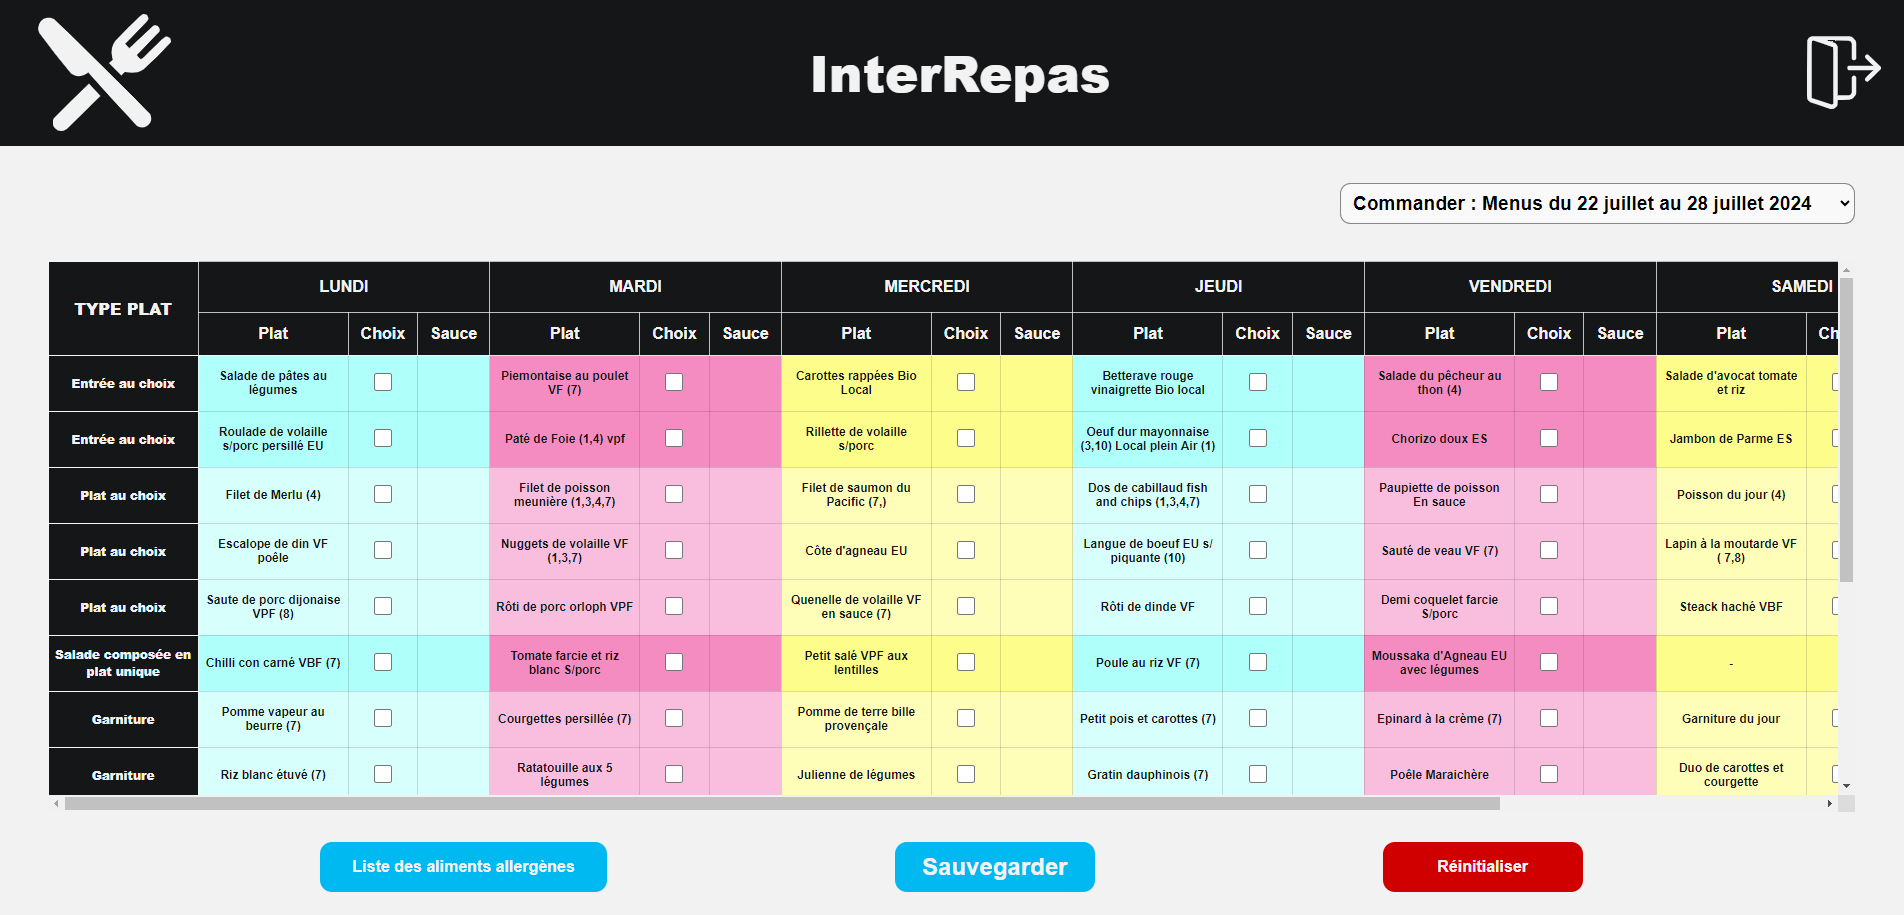 InterRepas
Commander : Menus du 22 juillet au 28 juillet 2024
TYPE PLAT
LUNDI
MARDI
MERCREDI
JEUDI
VENDREDI
SAMEDI
Plat Choix Sauce Plat Choix Sauce Plat Choix Sauce Plat Choix Sauce Plat Choix Sauce Plat Ch
Entrée au choix
Salade de pâtes au
légumes
Piemontaise au poulet
VF (7)
Carottes rappées Bio
Local
Betterave rouge
vinaigrette Bio local
Salade du pêcheur au
thon (4)
Salade d'avocat tomate
et riz
Entrée au choix
Roulade de volaille
s/porc persillé EU
Paté de Foie (1,4) vpf
Rillette de volaille
s/porc
Oeuf dur mayonnaise
(3,10) Local plein Air (1)
Chorizo doux ES
Jambon de Parme ES
Plat au choix
Filet de Merlu (4)
Filet de poisson
meunière (1,3,4,7)
Filet de saumon du
Pacific (7,)
Dos de cabillaud fish
and chips (1,3,4,7)
Paupiette de poisson
En sauce
Poisson du jour (4)
Plat au choix
Escalope de din VF
poêle
Nuggets de volaille VF
(1,3,7)
Côte d'agneau EU
Langue de boeuf EU s/
piquante (10)
Sauté de veau VF (7)
Lapin à la moutarde VF
( 7,8)
Plat au choix
Saute de porc dijonaise
VPF (8)
Rôti de porc orloph VPF
Quenelle de volaille VF
en sauce (7)
Rôti de dinde VF
Demi coquelet farcie
S/porc
Steack haché VBF
Salade composée en
plat unique
Chilli con carné VBF (7)
Tomate farcie et riz
blanc S/porc
Petit salé VPF aux
lentilles
Poule au riz VF (7)
Moussaka d'Agneau EU
avec légumes
-
Garniture
Pomme vapeur au
beurre (7)
Courgettes persillée (7)
Pomme de terre bille
provençale
Petit pois et carottes (7)
Epinard à la crème (7)
Garniture du jour
Garniture
Riz blanc étuvé (7)
Ratatouille aux 5
légumes
Julienne de légumes
Gratin dauphinois (7)
Poêle Maraichère
Duo de carottes et
courgette
Liste des aliments allergènes
Sauvegarder
Réinitialiser